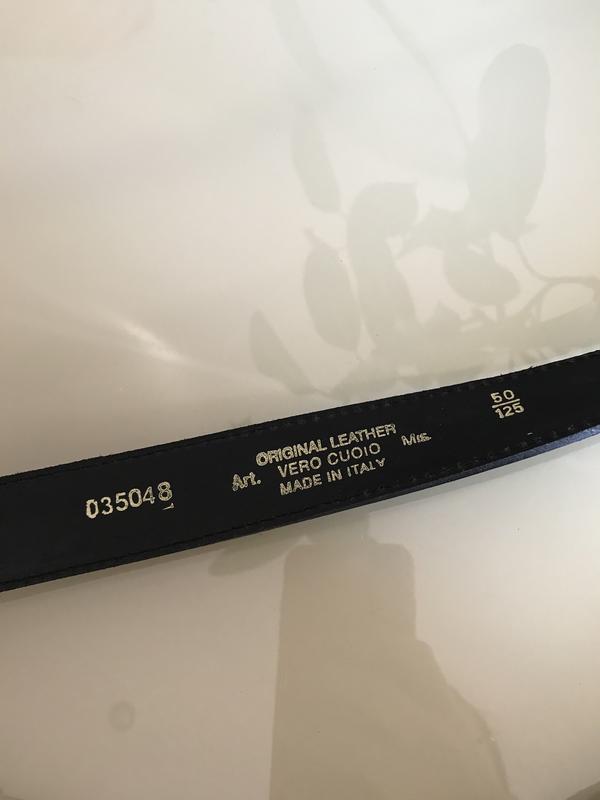 035048
Art.
ORIGINAL LEATHER
VERO CUOIO
MADE IN ITALY
Mis.
50
125